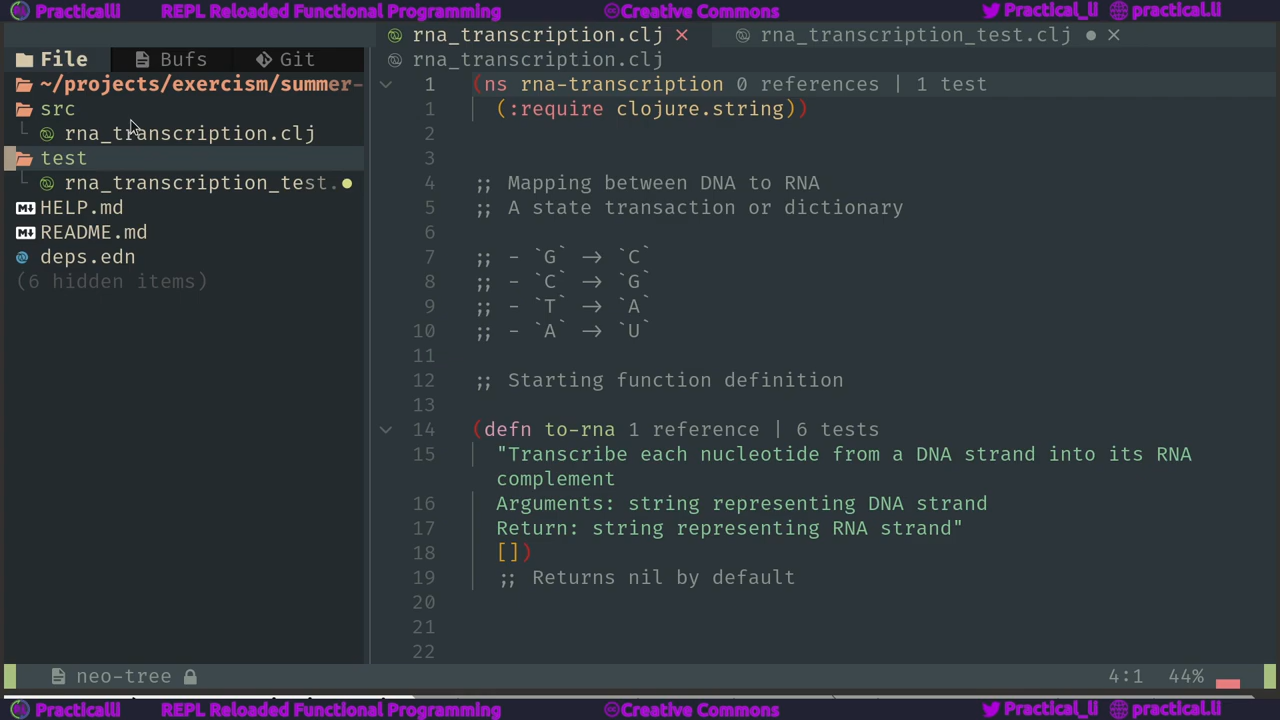 Practicalli REPL Reloaded Functional Programming Creative Commons Practical_li practical.li
rna_transcription.clj × rna_transcription_test.clj ● ×
File Bufs Git rna_transcription.clj
~/projects/exercism/summer-
src
rna_transcription.clj
test
rna_transcription_test.
HELP.md
README.md
deps.edn
(6 hidden items)
1 (ns rna-transcription 0 references | 1 test
1 (:require clojure.string))
2
3
4 ;; Mapping between DNA to RNA
5 ;; A state transaction or dictionary
6
7 ;; - `G` -> `C`
8 ;; - `C` -> `G`
9 ;; - `T` -> `A`
10 ;; - `A` -> `U`
11
12 ;; Starting function definition
13
14 (defn to-rna 1 reference | 6 tests
15 "Transcribe each nucleotide from a DNA strand into its RNA
complement
16 Arguments: string representing DNA strand
17 Return: string representing RNA strand"
18 [])
19 ;; Returns nil by default
20
21
22
neo-tree 4:1 44%
Practicalli REPL Reloaded Functional Programming Creative Commons Practical_li practical.li